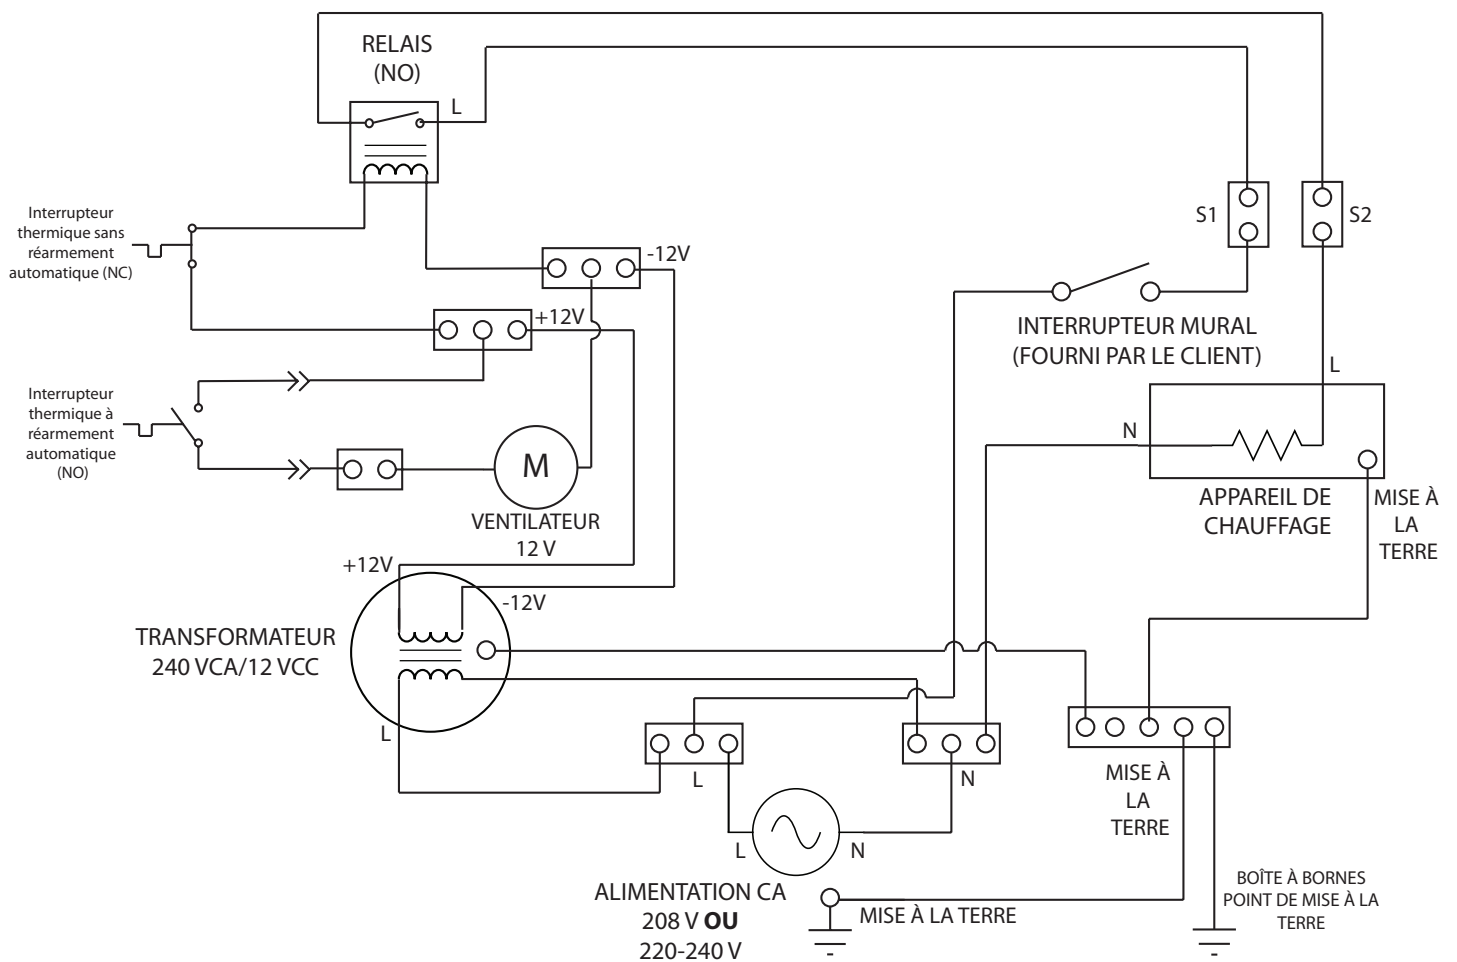 RELAIS
(NO)
L
Interrupteur
thermique sans
réarmement
automatique (NC)
-12V
+12V
S1
S2
INTERRUPTEUR MURAL
(FOURNI PAR LE CLIENT)
L
N
Interrupteur
thermique à
réarmement
automatique
(NO)
M
VENTILATEUR
12 V
APPAREIL DE
CHAUFFAGE
MISE À
LA
TERRE
+12V
-12V
TRANSFORMATEUR
240 VCA/12 VCC
L
L
N
MISE À
LA
TERRE
L
N
ALIMENTATION CA
208 V OU
220-240 V
MISE À LA TERRE
BOÎTE À BORNES
POINT DE MISE À LA
TERRE